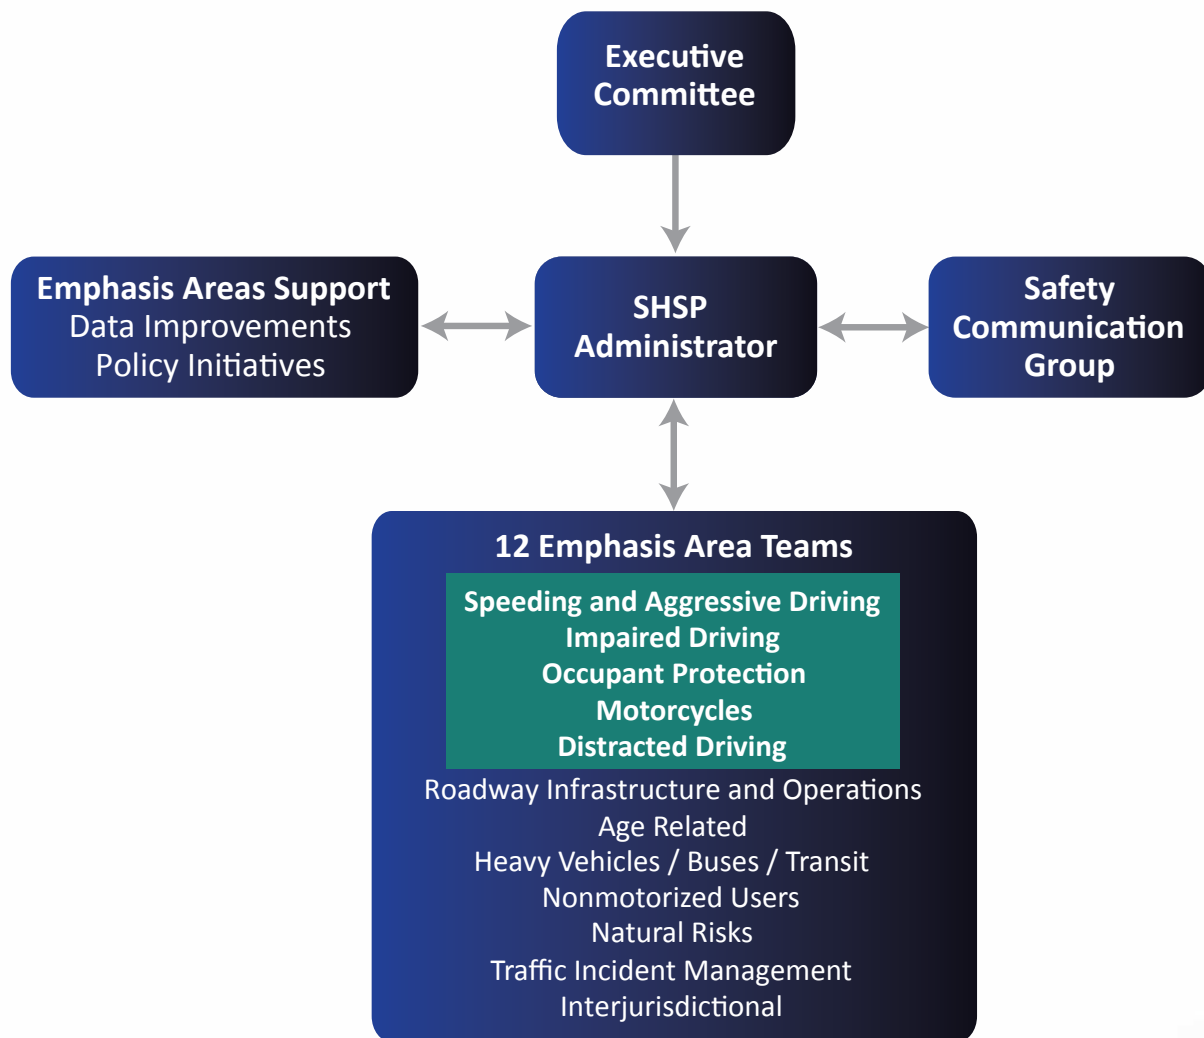 Executive
Committee
Emphasis Areas Support
Data Improvements
Policy Initiatives
SHSP
Administrator
Safety
Communication
Group
12 Emphasis Area Teams
Speeding and Aggressive Driving
Impaired Driving
Occupant Protection
Motorcycles
Distracted Driving
Roadway Infrastructure and Operations
Age Related
Heavy Vehicles / Buses / Transit
Nonmotorized Users
Natural Risks
Traffic Incident Management
Interjurisdictional